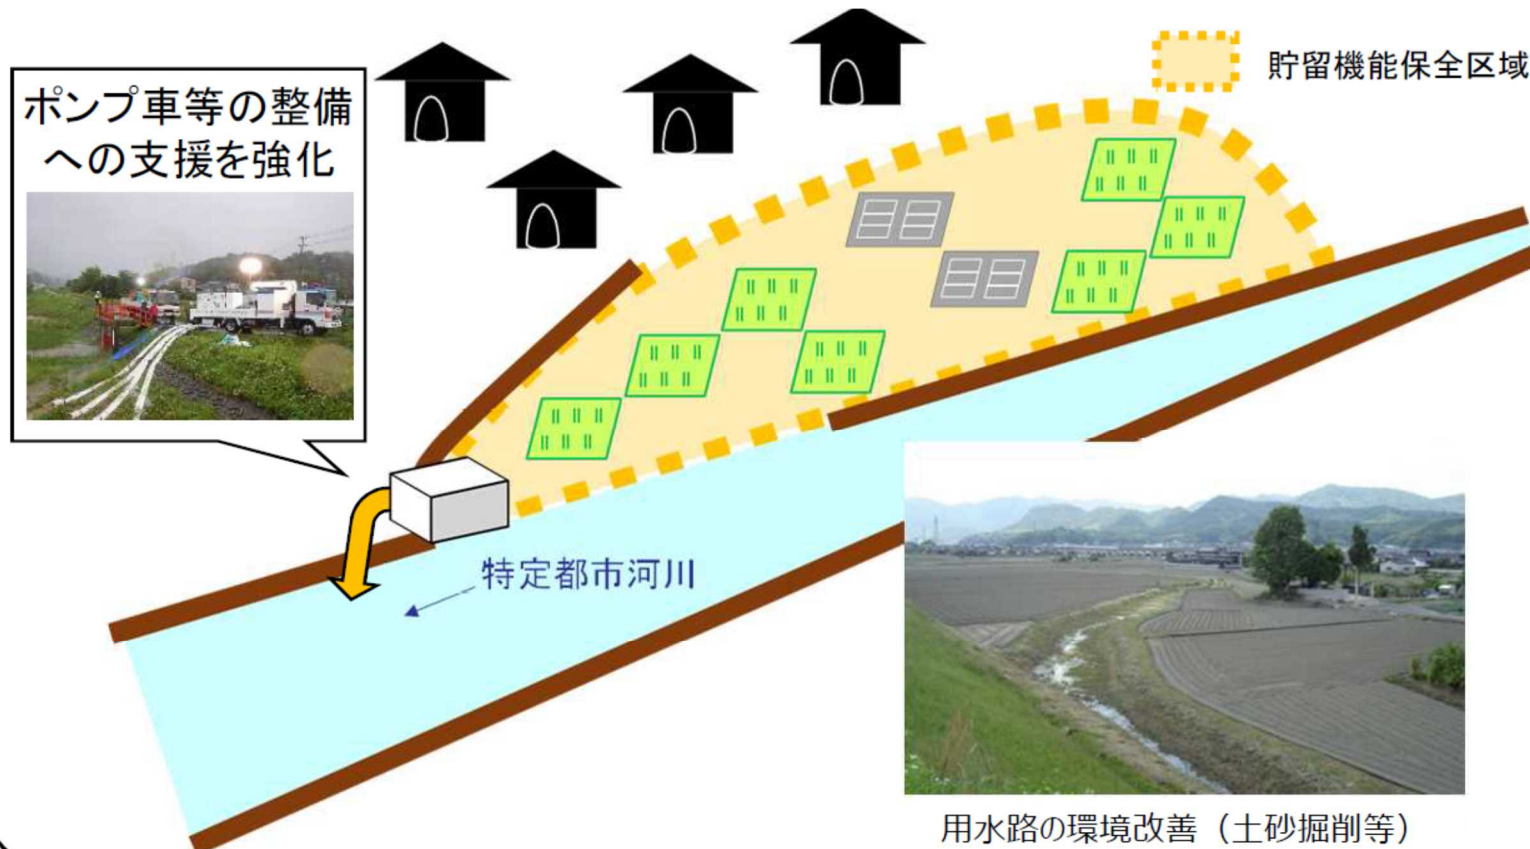 ポンプ車等の整備
への支援を強化
貯留機能保全区域
特定都市河川
用水路の環境改善（土砂掘削等）